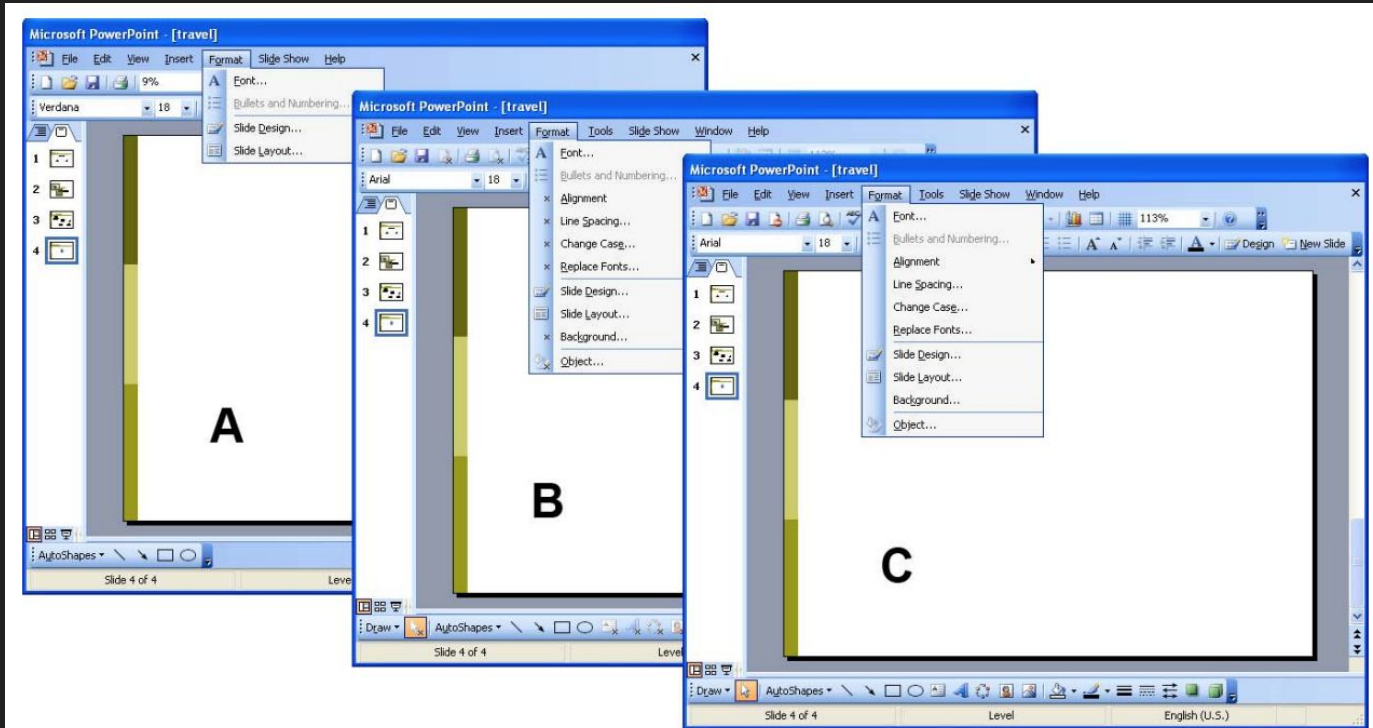 Microsoft PowerPoint - [travel]
File Edit View Insert Format Slide Show Help
9%
Verdana 18
Font...
Bullets and Numbering...
Slide Design...
Slide Layout...
1
2
3
4
A
AutoShapes
Slide 4 of 4 Leve
Microsoft PowerPoint - [travel]
File Edit View Insert Format Tools Slide Show Window Help
Arial 18
Font...
Bullets and Numbering...
Alignment
Line Spacing...
Change Case...
Replace Fonts...
Slide Design...
Slide Layout...
Background...
Object...
1
2
3
4
B
Draw AutoShapes
Slide 4 of 4 Level
Microsoft PowerPoint - [travel]
File Edit View Insert Format Tools Slide Show Window Help
113%
Arial 18 Design New Slide
Font...
Bullets and Numbering...
Alignment
Line Spacing...
Change Case...
Replace Fonts...
Slide Design...
Slide Layout...
Background...
Object...
1
2
3
4
C
Draw AutoShapes
Slide 4 of 4 Level English (U.S.)